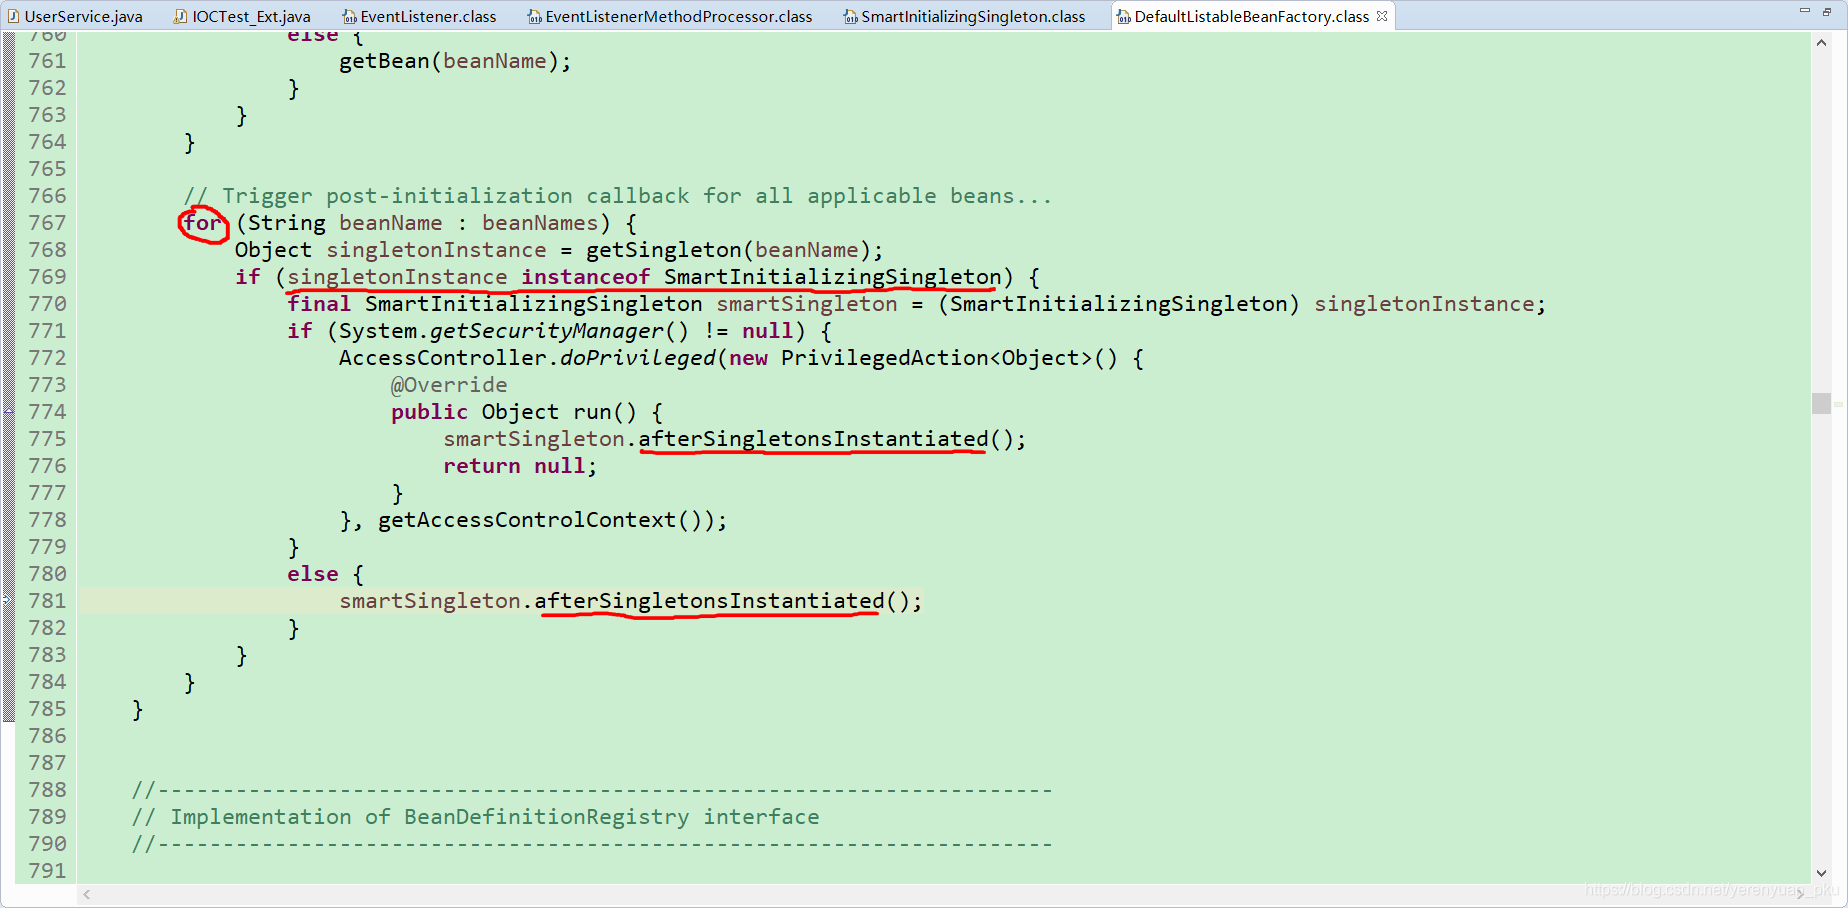 UserService.java IOCTest_Ext.java EventListener.class EventListenerMethodProcessor.class SmartInitializingSingleton.class DefaultListableBeanFactory.class
760 else {
761 getBean(beanName);
762 }
763 }
764 }
765
766 // Trigger post-initialization callback for all applicable beans...
767 for (String beanName : beanNames) {
768 Object singletonInstance = getSingleton(beanName);
769 if (singletonInstance instanceof SmartInitializingSingleton) {
770 final SmartInitializingSingleton smartSingleton = (SmartInitializingSingleton) singletonInstance;
771 if (System.getSecurityManager() != null) {
772 AccessController.doPrivileged(new PrivilegedAction<Object>() {
773 @Override
774 public Object run() {
775 smartSingleton.afterSingletonsInstantiated();
776 return null;
777 }
778 }, getAccessControlContext());
779 }
780 else {
781 smartSingleton.afterSingletonsInstantiated();
782 }
783 }
784 }
785 }
786
787
788 //---------------------------------------------------------------------
789 // Implementation of BeanDefinitionRegistry interface
790 //---------------------------------------------------------------------
791
https://blog.csdn.net/yerenyuan_pku